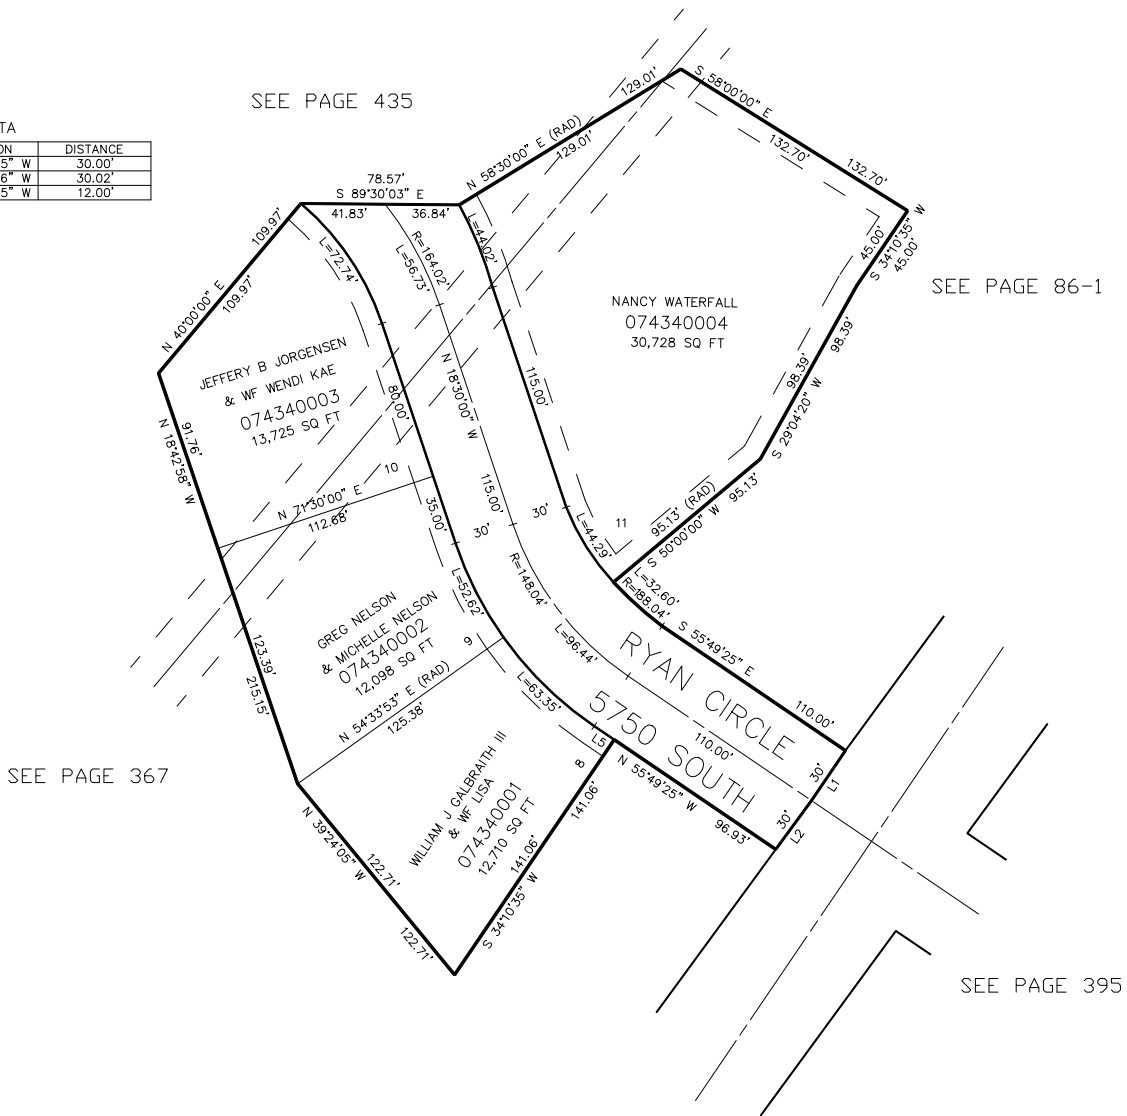 SEE PAGE 435
TA
ON DISTANCE
5" W 30.00'
6" W 30.02'
5" W 12.00'
129.01'
N 58°30'00" E (RAD)
129.01'
S 58°00'00" E
132.70'
132.70'
78.57'
S 89°30'03" E
41.83' 36.84'
109.97'
N 40°00'00" E
109.97'
L=72.74'
R=164.02'
L=56.73'
L=44.02'
45.00'
S 34°10'35" W
45.00'
SEE PAGE 86-1
NANCY WATERFALL
074340004
30,728 SQ FT
98.39'
98.39'
S 29°04'20" W
JEFFERY B JORGENSEN
& WF WENDI KAE
074340003
13,725 SQ FT
N 18°30'00" W
115.00'
80.00'
91.76'
N 18°42'58" W
10
N 71°30'00" E
112.68'
35.00'
115.00'
30'
30'
95.13'
95.13' (RAD)
S 50°00'00" W
11
L=44.29'
L=32.60'
R=188.04'
R=148.04'
L=52.62'
L=96.44'
GREG NELSON
& MICHELLE NELSON
074340002
12,098 SQ FT
9
N 54°33'53" E (RAD)
125.38'
123.39'
215.15'
S 55°49'25" E
110.00'
RYAN CIRCLE
5750 SOUTH
110.00'
L=63.35'
L5
8
N 55°49'25" W
96.93'
30'
L1
30'
L2
SEE PAGE 367
WILLIAM J GALBRAITH III
& WF LISA
074340001
12,710 SQ FT
141.06'
141.06'
S 34°10'35" W
N 39°24'05" W
122.71'
122.71'
SEE PAGE 395